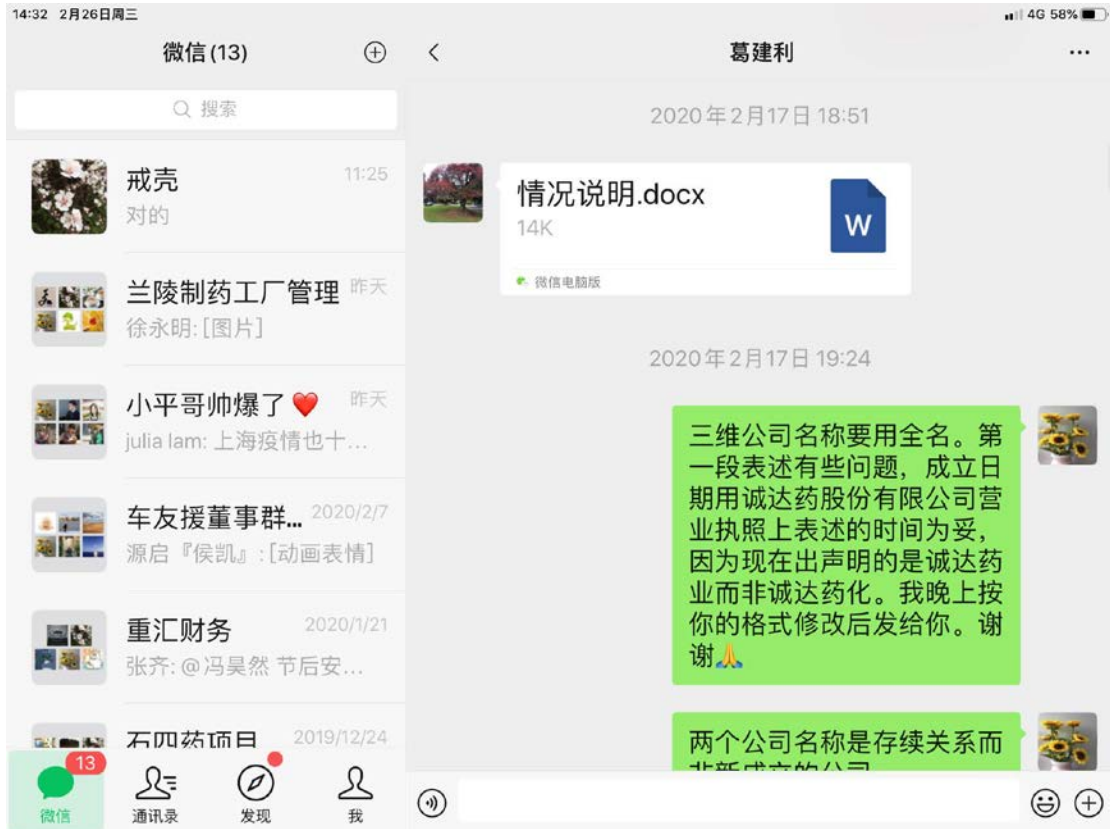 14:32 2月26日周三
4G 58%
微信(13)
搜索
戒壳
11:25
对的
兰陵制药工厂管理
昨天
徐永明:[图片]
小平哥帅爆了❤️
昨天
julia lam: 上海疫情也十...
车友援董事群...
2020/2/7
源启『侯凯』:[动画表情]
重汇财务
2020/1/21
张齐: @冯昊然 节后安...
石四药项目
2019/12/24
13
微信
通讯录
发现
我
葛建利
2020年2月17日 18:51
情况说明.docx
14K
W
微信电脑版
2020年2月17日 19:24
三维公司名称要用全名。第
一段表述有些问题，成立日
期用诚达药股份有限公司营
业执照上表述的时间为妥，
因为现在出声明的是诚达药
业而非诚达药化。我晚上按
你的格式修改后发给你。谢
谢🙏
两个公司名称是存续关系而
非新成立的公司